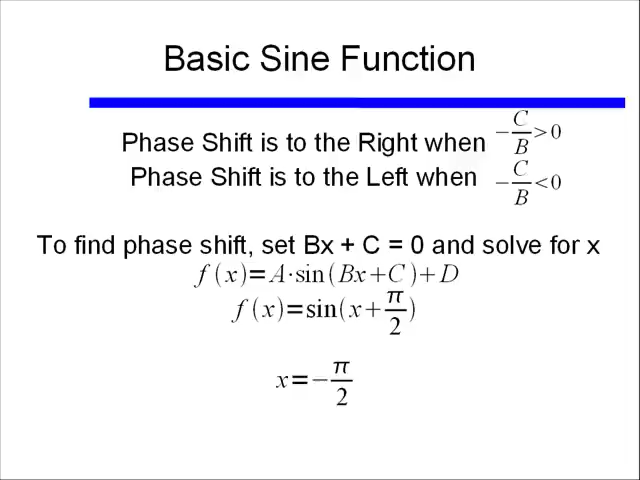 Basic Sine Function
Phase Shift is to the Right when −C/B>0
Phase Shift is to the Left when −C/B<0
To find phase shift, set Bx + C = 0 and solve for x
f(x)=A·sin(Bx+C)+D
f(x)=sin(x+π/2)
x=−π/2